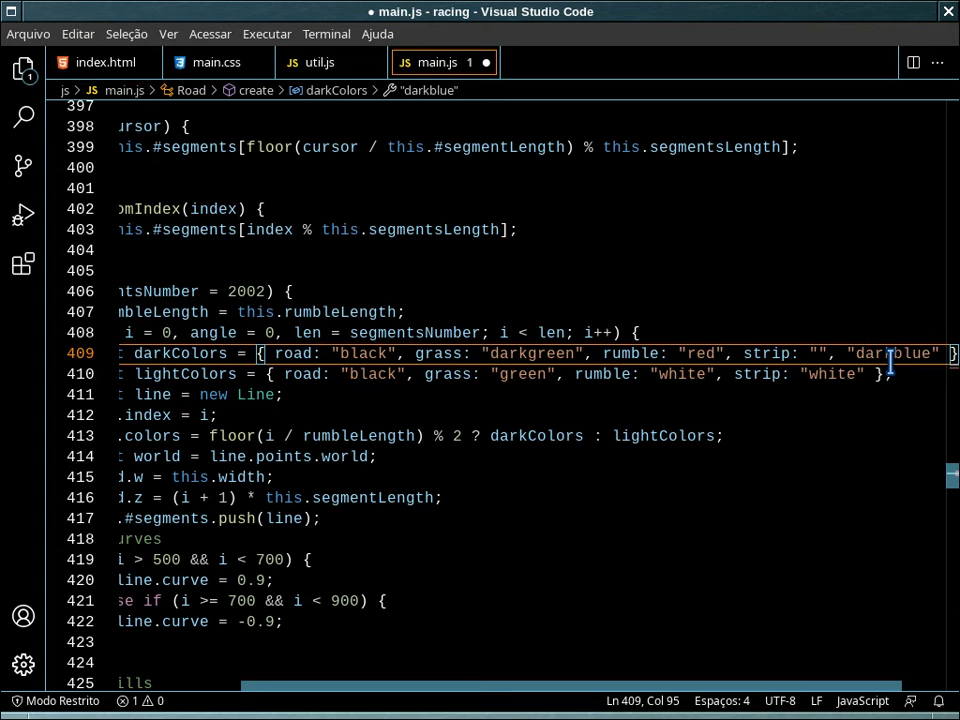 ● main.js - racing - Visual Studio Code
Arquivo Editar Seleção Ver Acessar Executar Terminal Ajuda
index.html main.css JS util.js JS main.js 1 ●
js > JS main.js > Road > create > darkColors > "darkblue"
397
398 ursor) {
399 his.#segments[floor(cursor / this.#segmentLength) % this.segmentsLength];
400
401
402 omIndex(index) {
403 his.#segments[index % this.segmentsLength];
404
405
406 ntsNumber = 2002) {
407 mbleLength = this.rumbleLength;
408 i = 0, angle = 0, len = segmentsNumber; i < len; i++) {
409 t darkColors = { road: "black", grass: "darkgreen", rumble: "red", strip: "", "darkblue" }
410 t lightColors = { road: "black", grass: "green", rumble: "white", strip: "white" };
411 t line = new Line;
412 .index = i;
413 .colors = floor(i / rumbleLength) % 2 ? darkColors : lightColors;
414 t world = line.points.world;
415 d.w = this.width;
416 d.z = (i + 1) * this.segmentLength;
417 .#segments.push(line);
418 urves
419 i > 500 && i < 700) {
420 line.curve = 0.9;
421 se if (i >= 700 && i < 900) {
422 line.curve = -0.9;
423
424
425 ills
Modo Restrito 1 0 Ln 409, Col 95 Espaços: 4 UTF-8 LF JavaScript